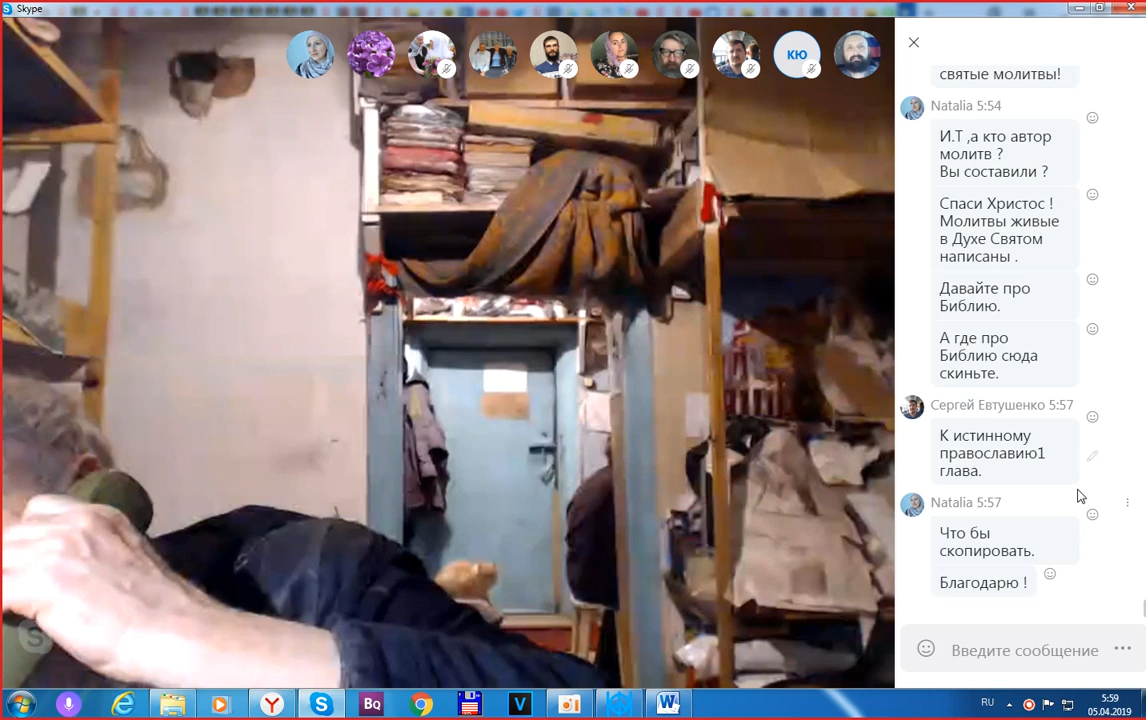 Skype
КЮ
святые молитвы!
Natalia 5:54
И.Т ,а кто автор
молитв ?
Вы составили ?
Спаси Христос !
Молитвы живые
в Духе Святом
написаны .
Давайте про
Библию.
А где про
Библию сюда
скиньте.
Сергей Евтушенко 5:57
К истинному
православию1
глава.
Natalia 5:57
Что бы
скопировать.
Благодарю !
Введите сообщение
Bq
V
W
RU
5:59
05.04.2019